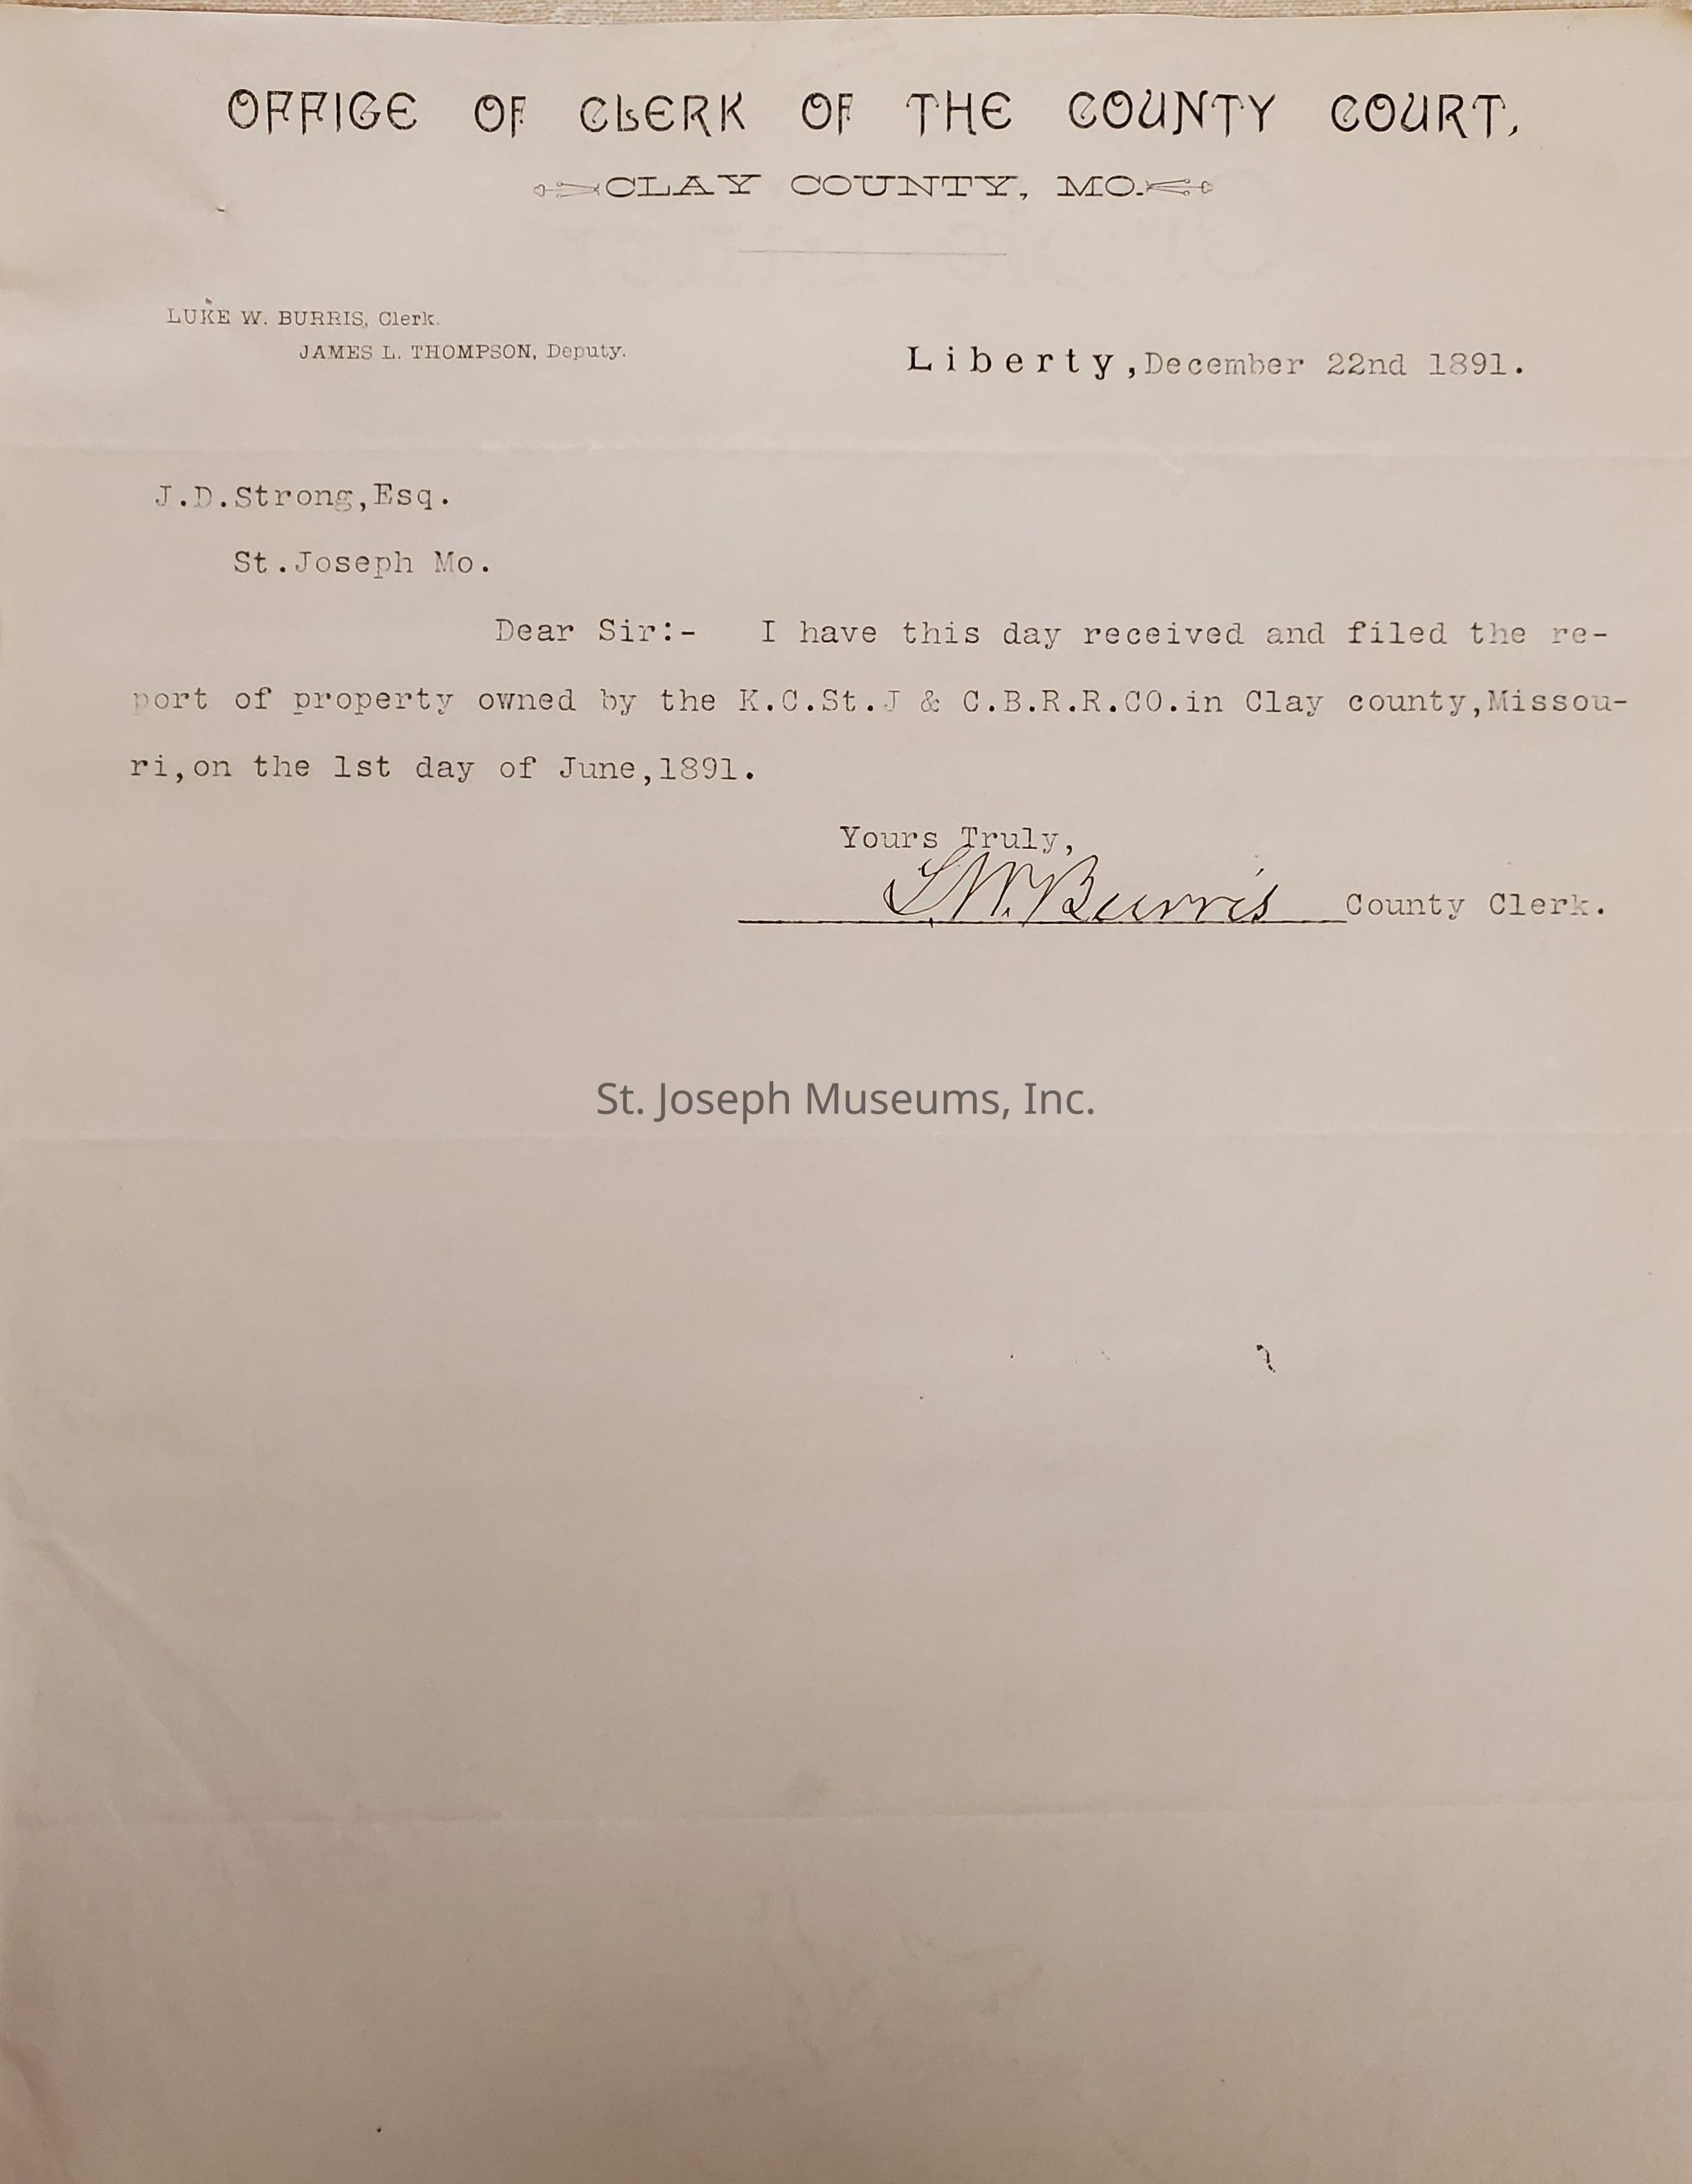 OFFICE OF CLERK OF THE COUNTY COURT,
CLAY COUNTY, MO.
LUKE W. BURRIS, Clerk.
JAMES L. THOMPSON, Deputy.
Liberty,December 22nd 1891.
J.D.Strong,Esq.
St.Joseph Mo.
Dear Sir:- I have this day received and filed the re-
port of property owned by the K.C.St.J & C.B.R.R.CO.in Clay county,Missou-
ri,on the 1st day of June,1891.
Yours Truly,
L.W. Burris County Clerk.
St. Joseph Museums, Inc.